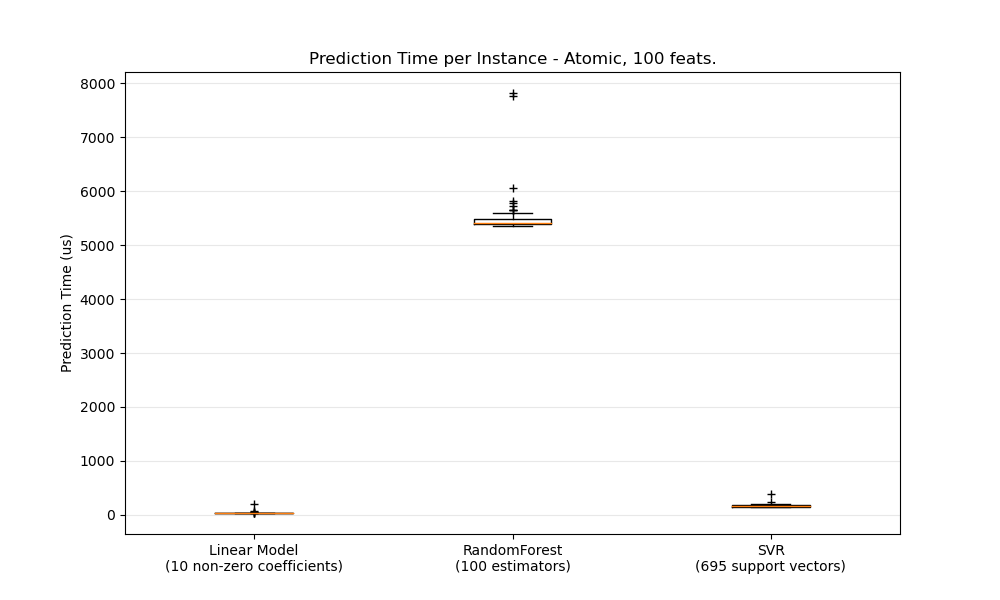 Prediction Time per Instance - Atomic, 100 feats.
8000
7000
6000
5000
4000
3000
2000
1000
0
Prediction Time (us)
Linear Model
(10 non-zero coefficients)
RandomForest
(100 estimators)
SVR
(695 support vectors)